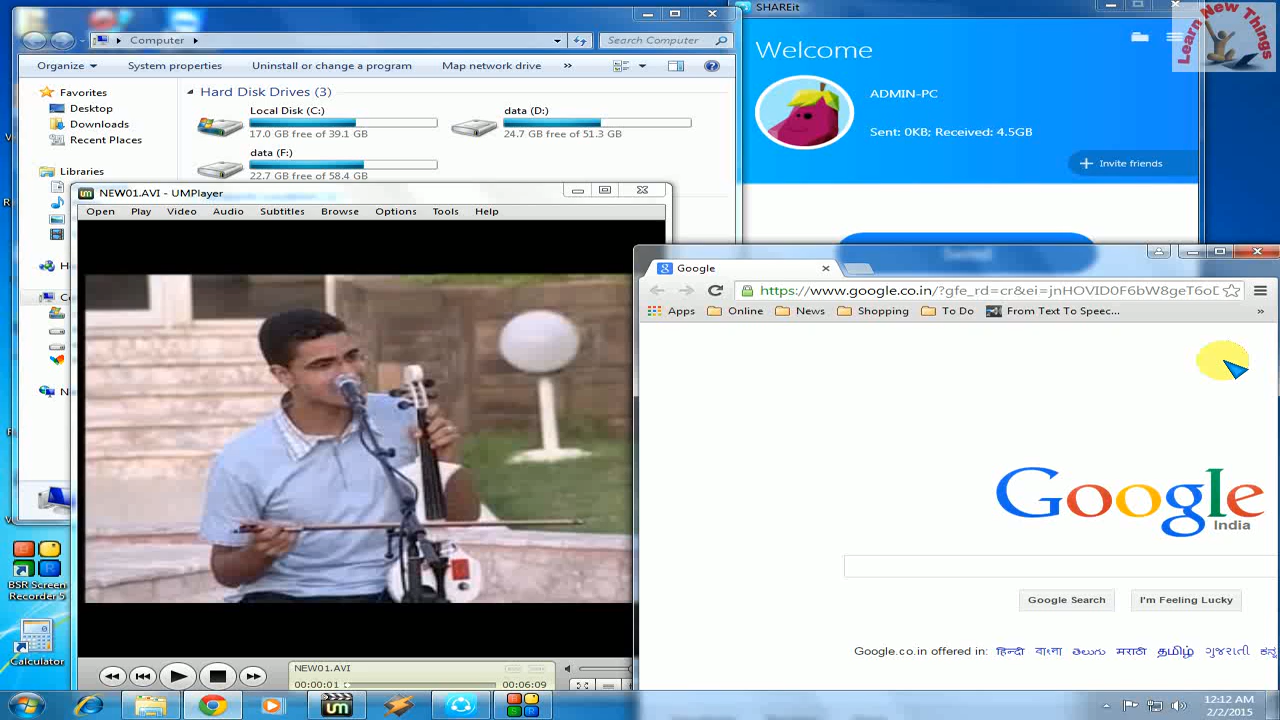 Computer
Search Computer
Organize
System properties
Uninstall or change a program
Map network drive
»
Favorites
Desktop
Downloads
Recent Places
Libraries
Hard Disk Drives (3)
Local Disk (C:)
17.0 GB free of 39.1 GB
data (D:)
24.7 GB free of 51.3 GB
data (F:)
22.7 GB free of 58.4 GB
SHAREit
Welcome
ADMIN-PC
Sent: 0KB; Received: 4.5GB
+ Invite friends
Learn New Things
NEW01.AVI - UMPlayer
Open Play Video Audio Subtitles Browse Options Tools Help
NEW01.AVI
00:00:01
00:06:09
Google
https://www.google.co.in/?gfe_rd=cr&ei=jnHOVID0F6bW8geT6oD
Apps Online News Shopping To Do From Text To Speec... »
Google
India
Google Search
I'm Feeling Lucky
Google.co.in offered in: हिन्दी বাংলা తెలుగు मराठी தமிழ் ગુજરાતી
BSR Screen
Recorder 5
Calculator
12:12 AM
2/2/2015